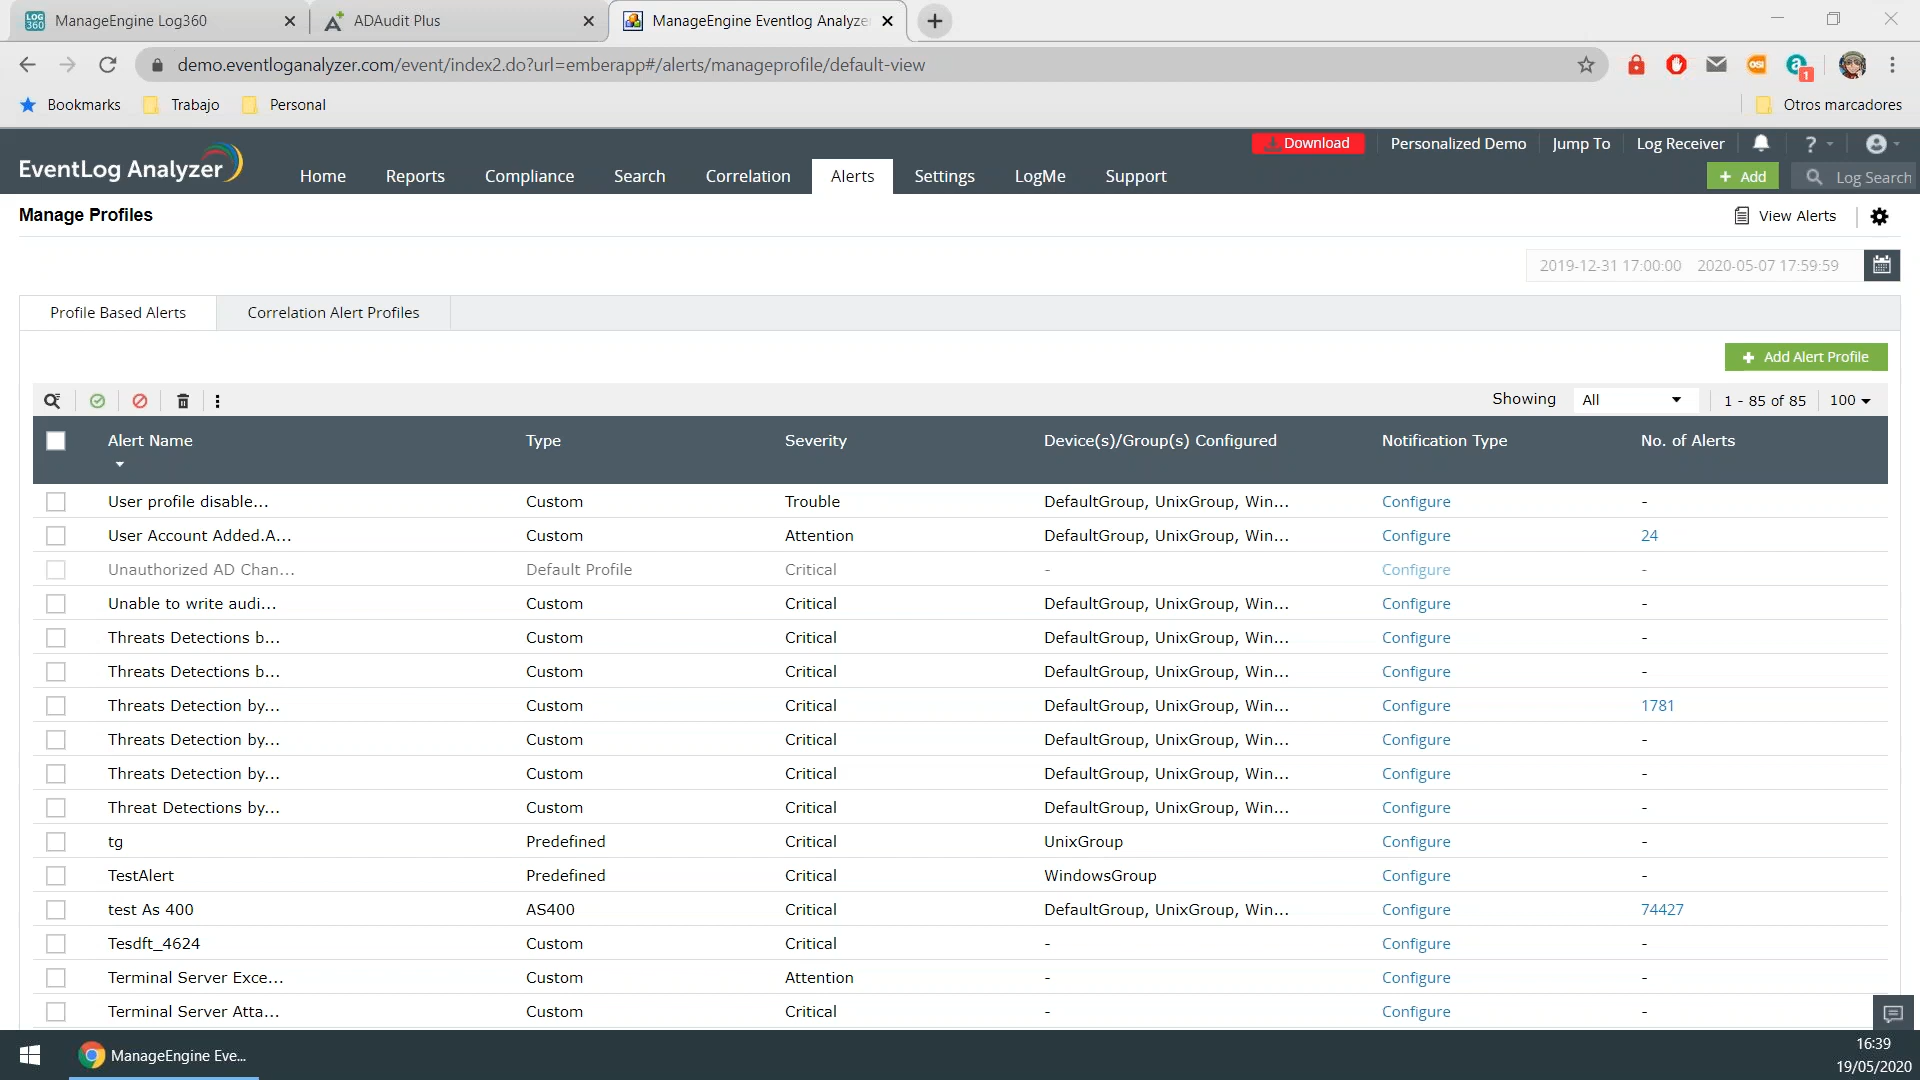 ManageEngine Log360
ADAudit Plus
ManageEngine Eventlog Analyze
demo.eventloganalyzer.com/event/index2.do?url=emberapp#/alerts/manageprofile/default-view
1
Bookmarks Trabajo Personal Otros marcadores
Download Personalized Demo Jump To Log Receiver ?
EventLog Analyzer
Home Reports Compliance Search Correlation Alerts Settings LogMe Support
+ Add Log Search
Manage Profiles
View Alerts
2019-12-31 17:00:00 2020-05-07 17:59:59
Profile Based Alerts Correlation Alert Profiles
+ Add Alert Profile
Showing All 1 - 85 of 85 100
Alert Name Type Severity Device(s)/Group(s) Configured Notification Type No. of Alerts
User profile disable... Custom Trouble DefaultGroup, UnixGroup, Win... Configure -
User Account Added.A... Custom Attention DefaultGroup, UnixGroup, Win... Configure 24
Unauthorized AD Chan... Default Profile Critical - Configure -
Unable to write audi... Custom Critical DefaultGroup, UnixGroup, Win... Configure -
Threats Detections b... Custom Critical DefaultGroup, UnixGroup, Win... Configure -
Threats Detections b... Custom Critical DefaultGroup, UnixGroup, Win... Configure -
Threats Detection by... Custom Critical DefaultGroup, UnixGroup, Win... Configure 1781
Threats Detection by... Custom Critical DefaultGroup, UnixGroup, Win... Configure -
Threats Detection by... Custom Critical DefaultGroup, UnixGroup, Win... Configure -
Threat Detections by... Custom Critical DefaultGroup, UnixGroup, Win... Configure -
tg Predefined Critical UnixGroup Configure -
TestAlert Predefined Critical WindowsGroup Configure -
test As 400 AS400 Critical DefaultGroup, UnixGroup, Win... Configure 74427
Tesdft_4624 Custom Critical - Configure -
Terminal Server Exce... Custom Attention - Configure -
Terminal Server Atta... Custom Critical - Configure -
ManageEngine Eve...
16:39
19/05/2020